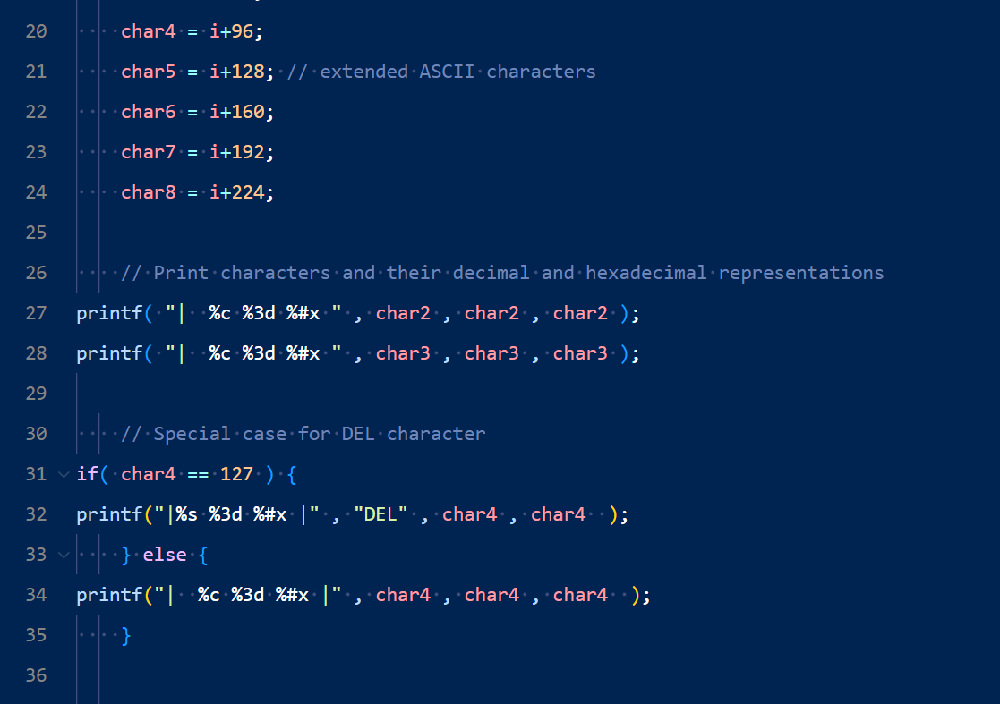 20 char4 = i+96;
21 char5 = i+128; // extended ASCII characters
22 char6 = i+160;
23 char7 = i+192;
24 char8 = i+224;
25
26 // Print characters and their decimal and hexadecimal representations
27 printf( "|  %c %3d %#x " , char2 , char2 , char2 );
28 printf( "|  %c %3d %#x " , char3 , char3 , char3 );
29
30 // Special case for DEL character
31 if( char4 == 127 ) {
32 printf("|%s %3d %#x |" , "DEL" , char4 , char4  );
33 } else {
34 printf("|  %c %3d %#x |" , char4 , char4 , char4  );
35 }
36